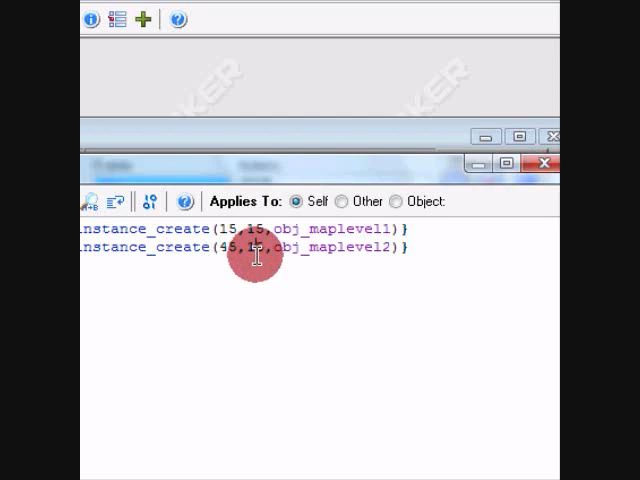 Applies To: Self Other Object:
nstance_create(15,15,obj_maplevel1)}
nstance_create(45,15,obj_maplevel2)}